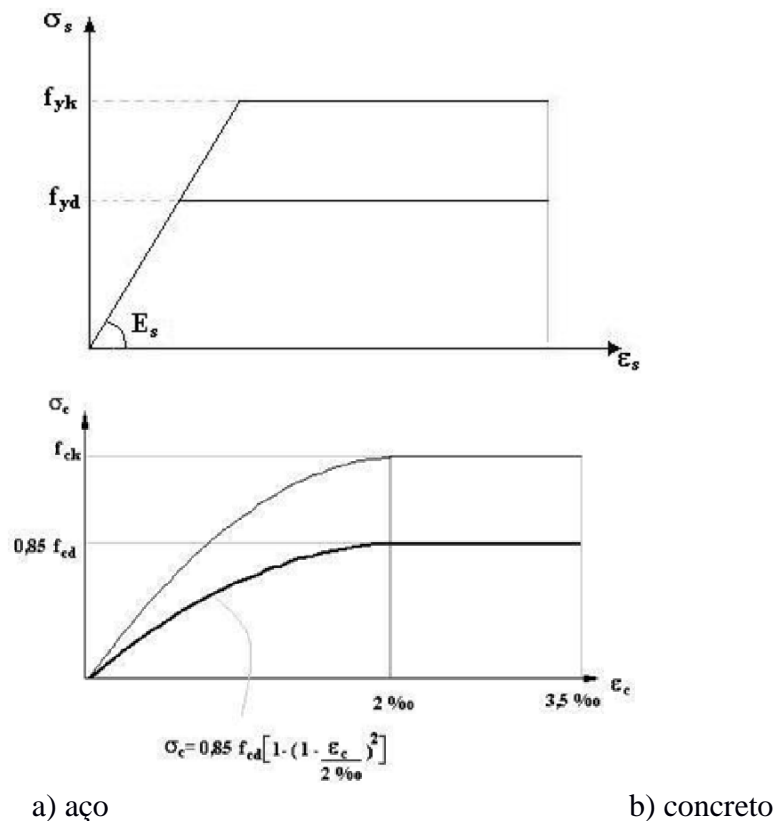 σs
fyk
fyd
Es
εs
σc
fck
0,85 fcd
εc
2 ‰ 3,5 ‰
σc= 0,85 fcd[1-(1-εc/2 ‰)²]
a) aço b) concreto